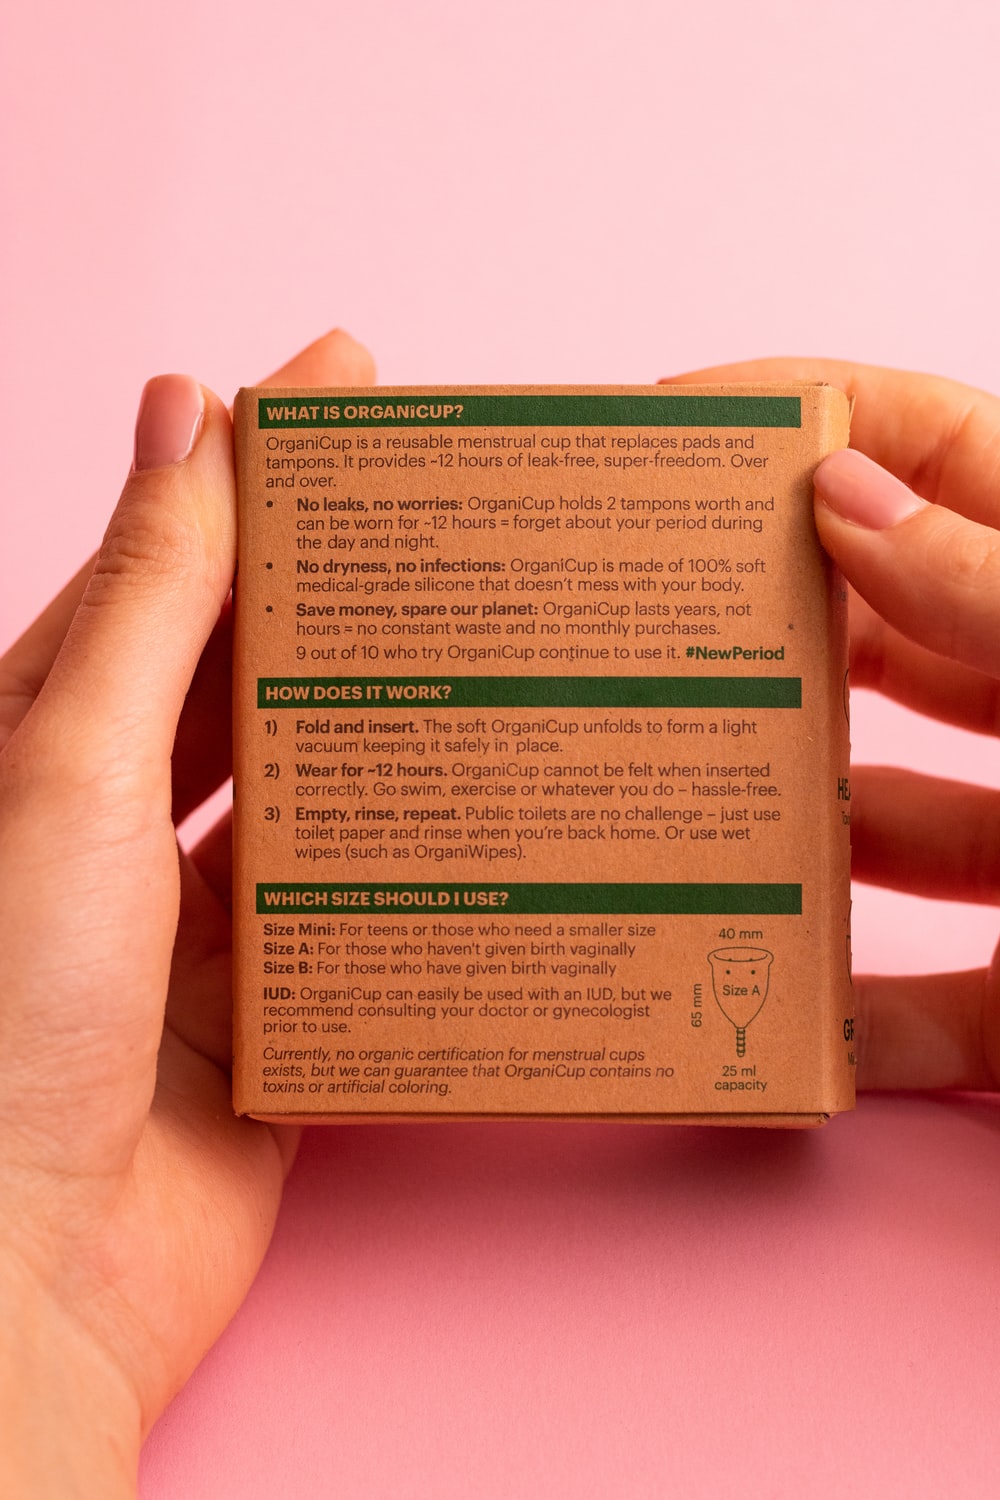 WHAT IS ORGANiCUP?
OrganiCup is a reusable menstrual cup that replaces pads and
tampons. It provides ~12 hours of leak-free, super-freedom. Over
and over.
• No leaks, no worries: OrganiCup holds 2 tampons worth and
can be worn for ~12 hours = forget about your period during
the day and night.
• No dryness, no infections: OrganiCup is made of 100% soft
medical-grade silicone that doesn't mess with your body.
• Save money, spare our planet: OrganiCup lasts years, not
hours = no constant waste and no monthly purchases.
9 out of 10 who try OrganiCup continue to use it. #NewPeriod
HOW DOES IT WORK?
1) Fold and insert. The soft OrganiCup unfolds to form a light
vacuum keeping it safely in place.
2) Wear for ~12 hours. OrganiCup cannot be felt when inserted
correctly. Go swim, exercise or whatever you do – hassle-free.
3) Empty, rinse, repeat. Public toilets are no challenge – just use
toilet paper and rinse when you're back home. Or use wet
wipes (such as OrganiWipes).
WHICH SIZE SHOULD I USE?
Size Mini: For teens or those who need a smaller size
Size A: For those who haven't given birth vaginally
Size B: For those who have given birth vaginally
IUD: OrganiCup can easily be used with an IUD, but we
recommend consulting your doctor or gynecologist
prior to use.
Currently, no organic certification for menstrual cups
exists, but we can guarantee that OrganiCup contains no
toxins or artificial coloring.
40 mm
65 mm
Size A
25 ml
capacity